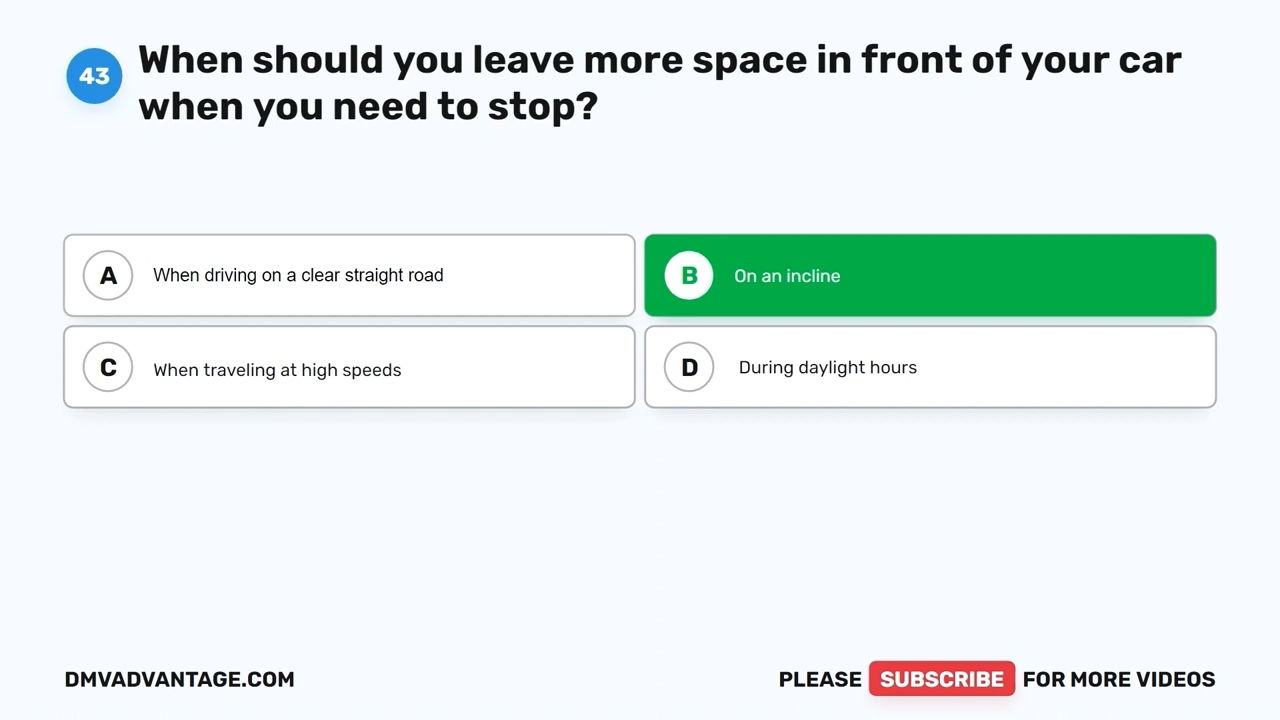 43
When should you leave more space in front of your car
when you need to stop?
A When driving on a clear straight road
B On an incline
C When traveling at high speeds
D During daylight hours
DMVADVANTAGE.COM
PLEASE SUBSCRIBE FOR MORE VIDEOS